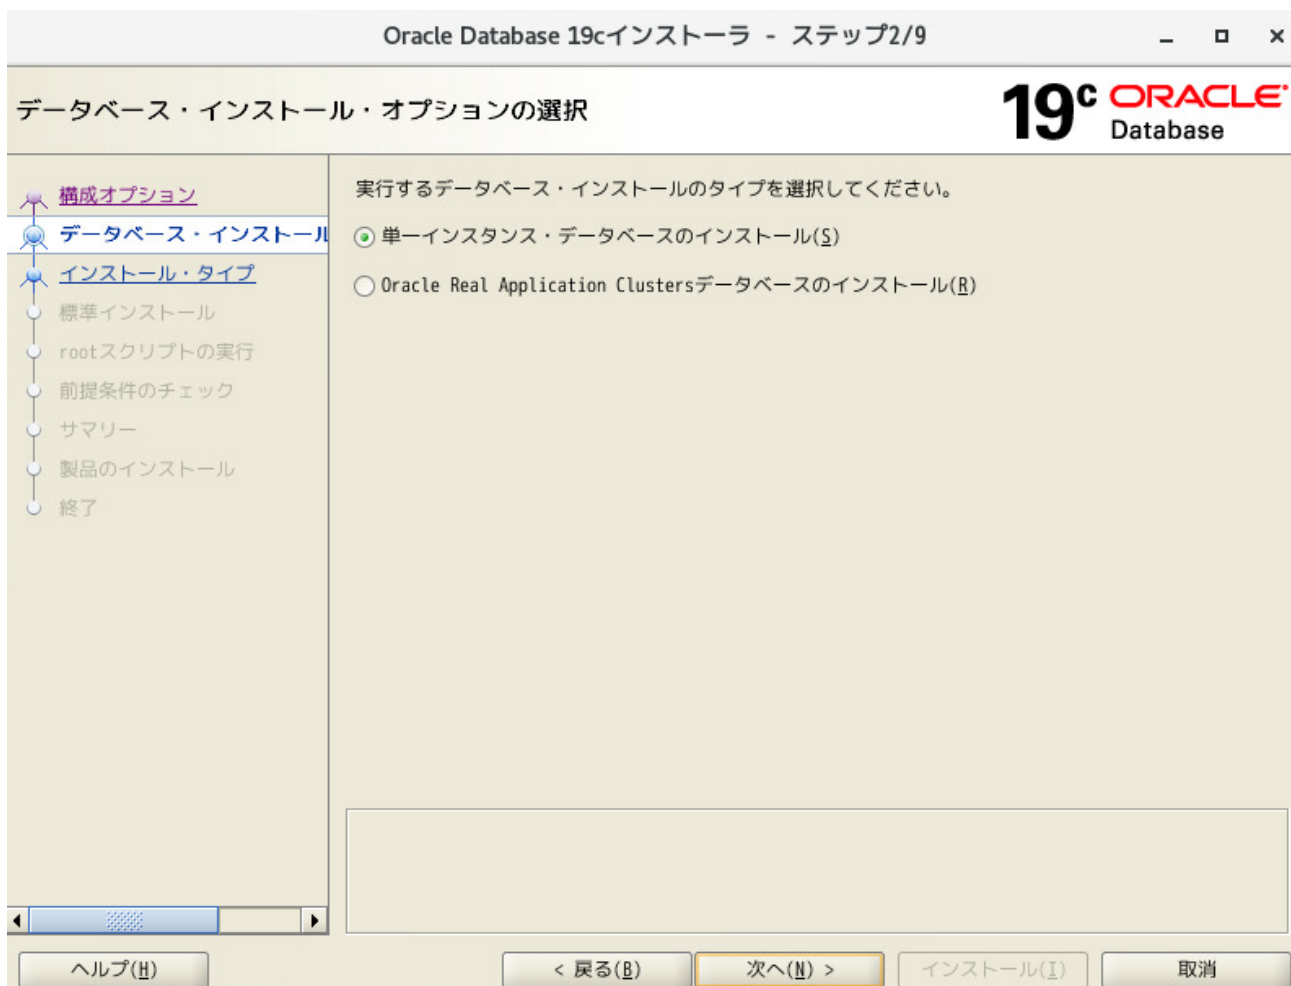 Oracle Database 19cインストーラ - ステップ2/9
データベース・インストール・オプションの選択
19c ORACLE
Database
構成オプション
データベース・インストール
インストール・タイプ
標準インストール
rootスクリプトの実行
前提条件のチェック
サマリー
製品のインストール
終了
実行するデータベース・インストールのタイプを選択してください。
単一インスタンス・データベースのインストール(S)
Oracle Real Application Clustersデータベースのインストール(R)
ヘルプ(H)
< 戻る(B)
次へ(N) >
インストール(I)
取消